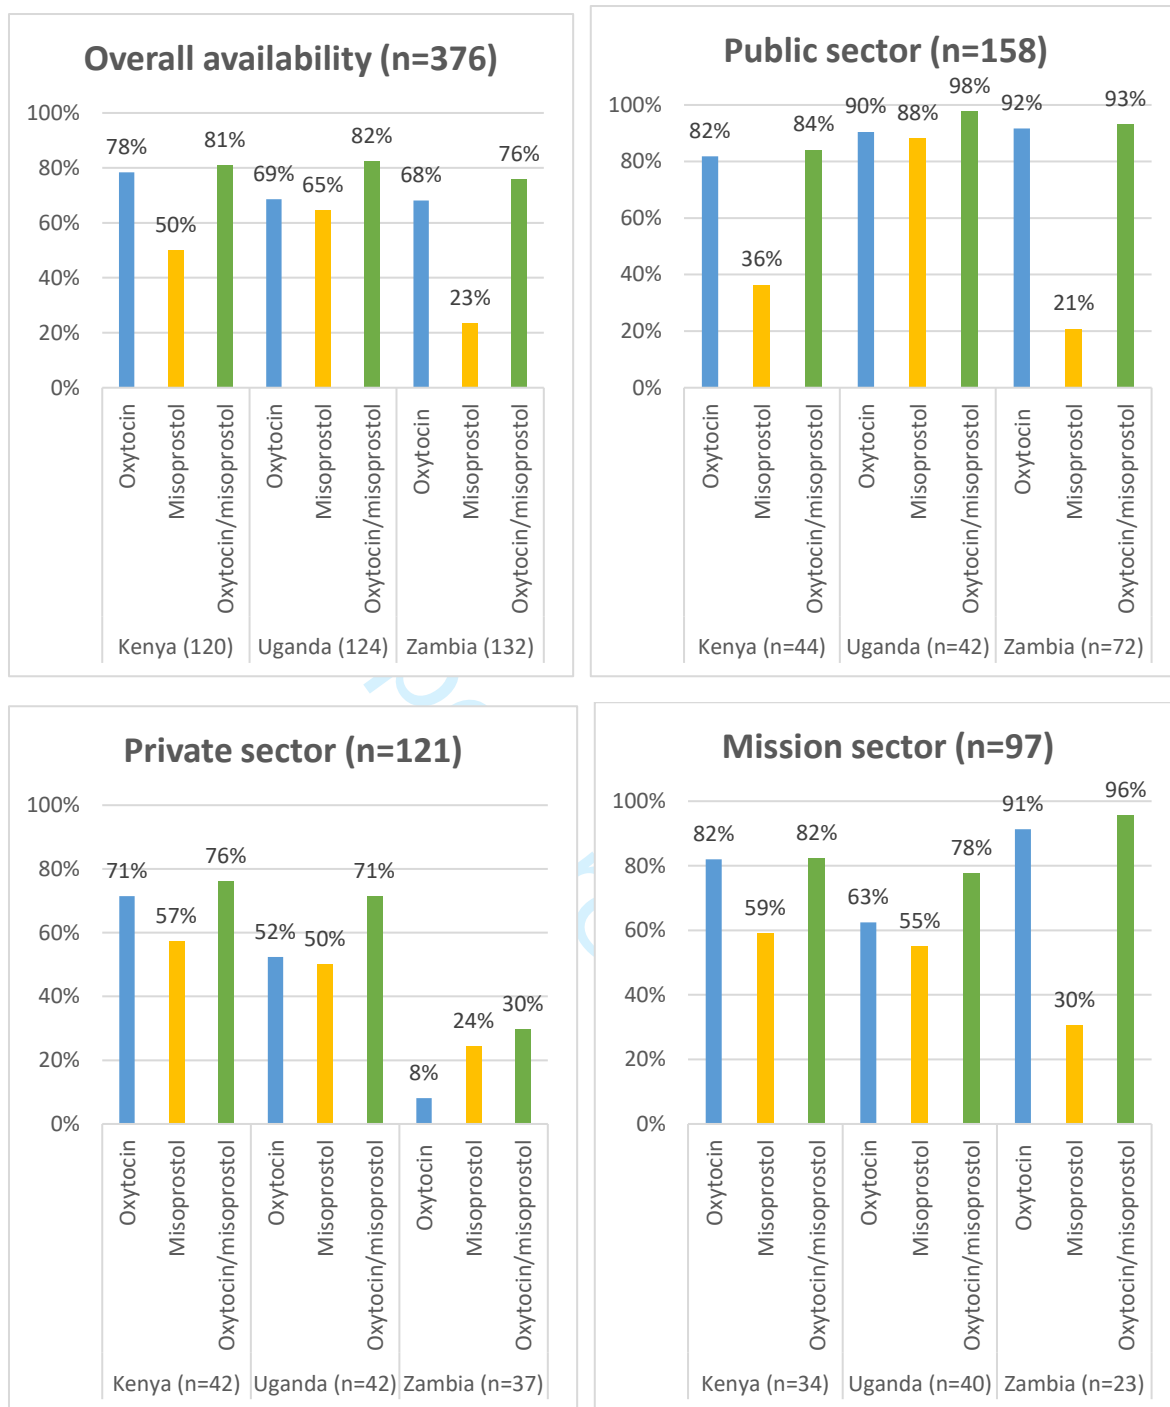 Overall availability (n=376)
100%
80%
60%
40%
20%
0%
78%
50%
81%
69%
65%
82%
68%
23%
76%
Oxytocin
Misoprostol
Oxytocin/misoprostol
Oxytocin
Misoprostol
Oxytocin/misoprostol
Oxytocin
Misoprostol
Oxytocin/misoprostol
Kenya (120)
Uganda (124)
Zambia (132)
Public sector (n=158)
100%
80%
60%
40%
20%
0%
82%
36%
84%
90%
88%
98%
92%
21%
93%
Oxytocin
Misoprostol
Oxytocin/misoprostol
Oxytocin
Misoprostol
Oxytocin/misoprostol
Oxytocin
Misoprostol
Oxytocin/misoprostol
Kenya (n=44)
Uganda (n=42)
Zambia (n=72)
Private sector (n=121)
100%
80%
60%
40%
20%
0%
71%
57%
76%
52%
50%
71%
8%
24%
30%
Oxytocin
Misoprostol
Oxytocin/misoprostol
Oxytocin
Misoprostol
Oxytocin/misoprostol
Oxytocin
Misoprostol
Oxytocin/misoprostol
Kenya (n=42)
Uganda (n=42)
Zambia (n=37)
Mission sector (n=97)
100%
80%
60%
40%
20%
0%
82%
59%
82%
63%
55%
78%
91%
30%
96%
Oxytocin
Misoprostol
Oxytocin/misoprostol
Oxytocin
Misoprostol
Oxytocin/misoprostol
Oxytocin
Misoprostol
Oxytocin/misoprostol
Kenya (n=34)
Uganda (n=40)
Zambia (n=23)